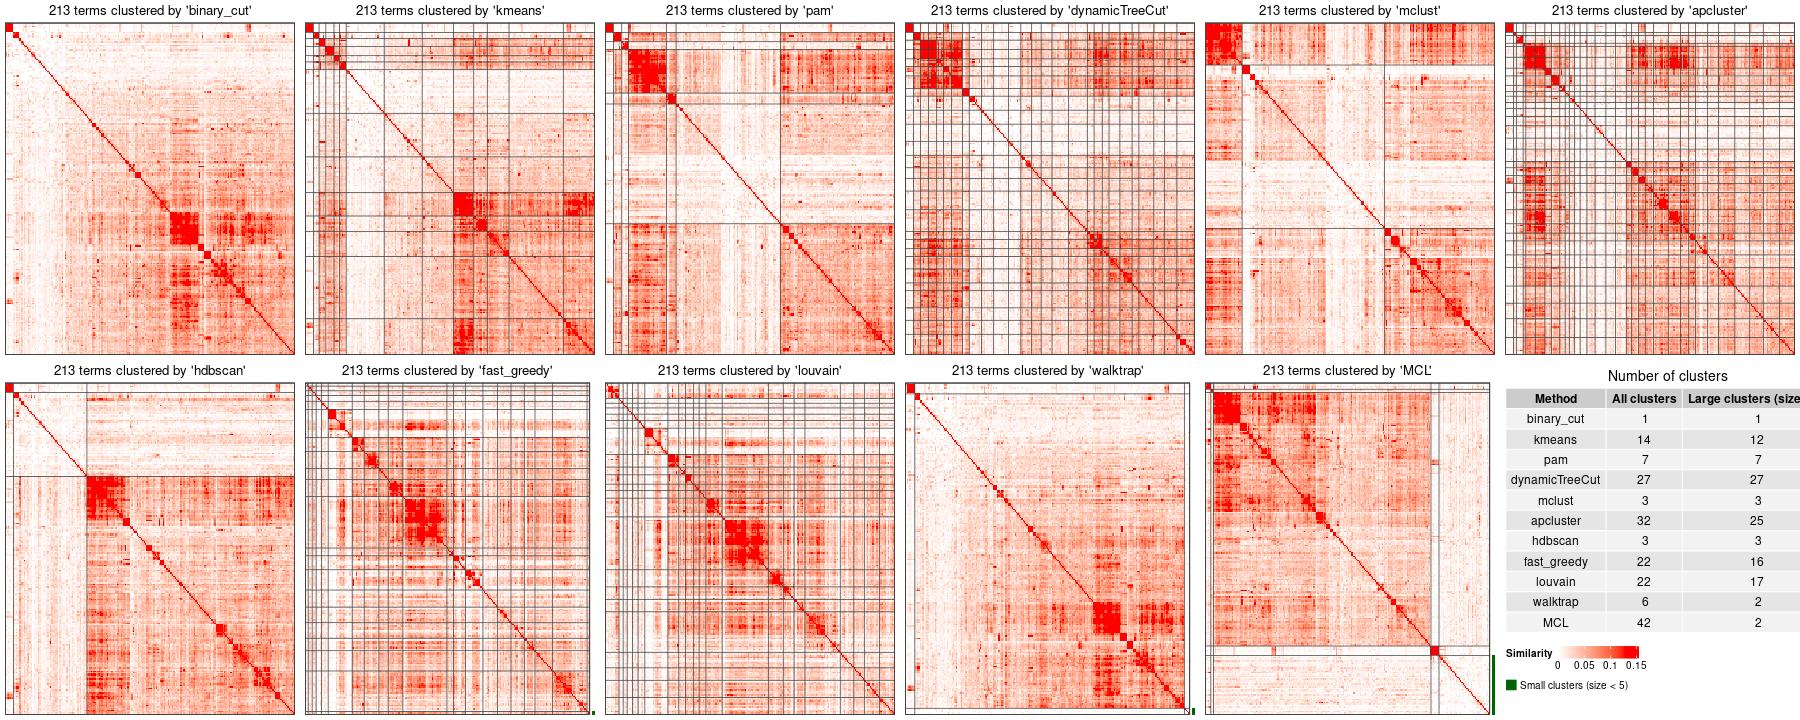 213 terms clustered by 'binary_cut'
213 terms clustered by 'kmeans'
213 terms clustered by 'pam'
213 terms clustered by 'dynamicTreeCut'
213 terms clustered by 'mclust'
213 terms clustered by 'apcluster'
213 terms clustered by 'hdbscan'
213 terms clustered by 'fast_greedy'
213 terms clustered by 'louvain'
213 terms clustered by 'walktrap'
213 terms clustered by 'MCL'
Number of clusters
Method All clusters Large clusters (size
binary_cut 1 1
kmeans 14 12
pam 7 7
dynamicTreeCut 27 27
mclust 3 3
apcluster 32 25
hdbscan 3 3
fast_greedy 22 16
louvain 22 17
walktrap 6 2
MCL 42 2
Similarity
0 0.05 0.1 0.15
Small clusters (size < 5)